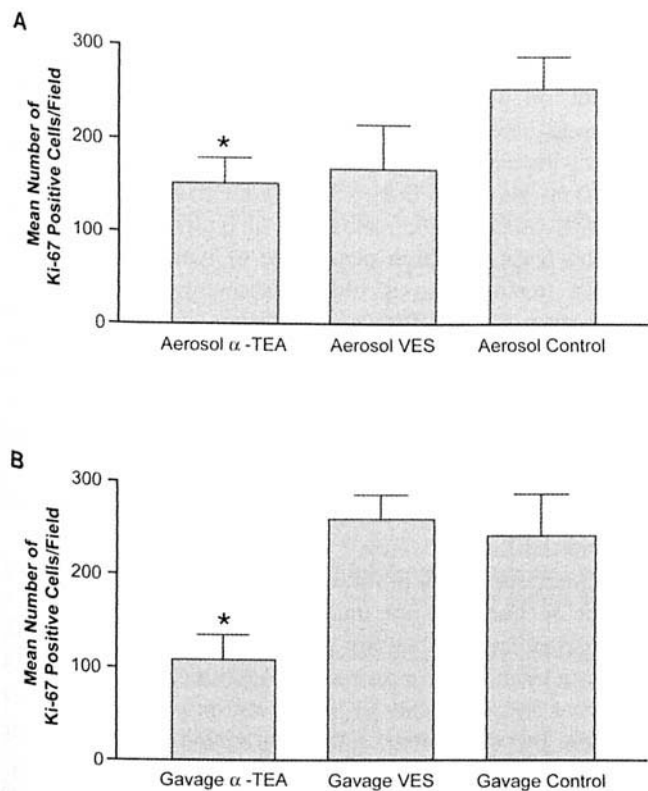 A
Mean Number of
Ki-67 Positive Cells/Field
300
200
100
0
*
Aerosol α -TEA
Aerosol VES
Aerosol Control
B
Mean Number of
Ki-67 Positive Cells/Field
300
200
100
0
*
Gavage α -TEA
Gavage VES
Gavage Control